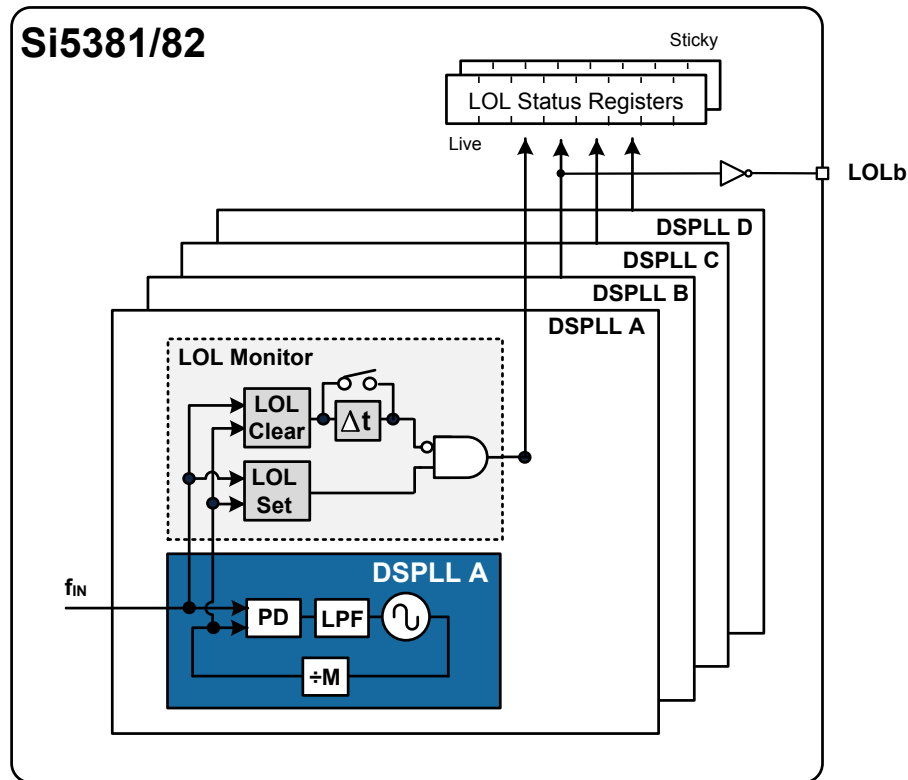 Si5381/82
Sticky
LOL Status Registers
Live
LOLb
DSPLL D
DSPLL C
DSPLL B
DSPLL A
LOL Monitor
LOL
Clear
Δt
LOL
Set
DSPLL A
fIN
PD
LPF
÷M